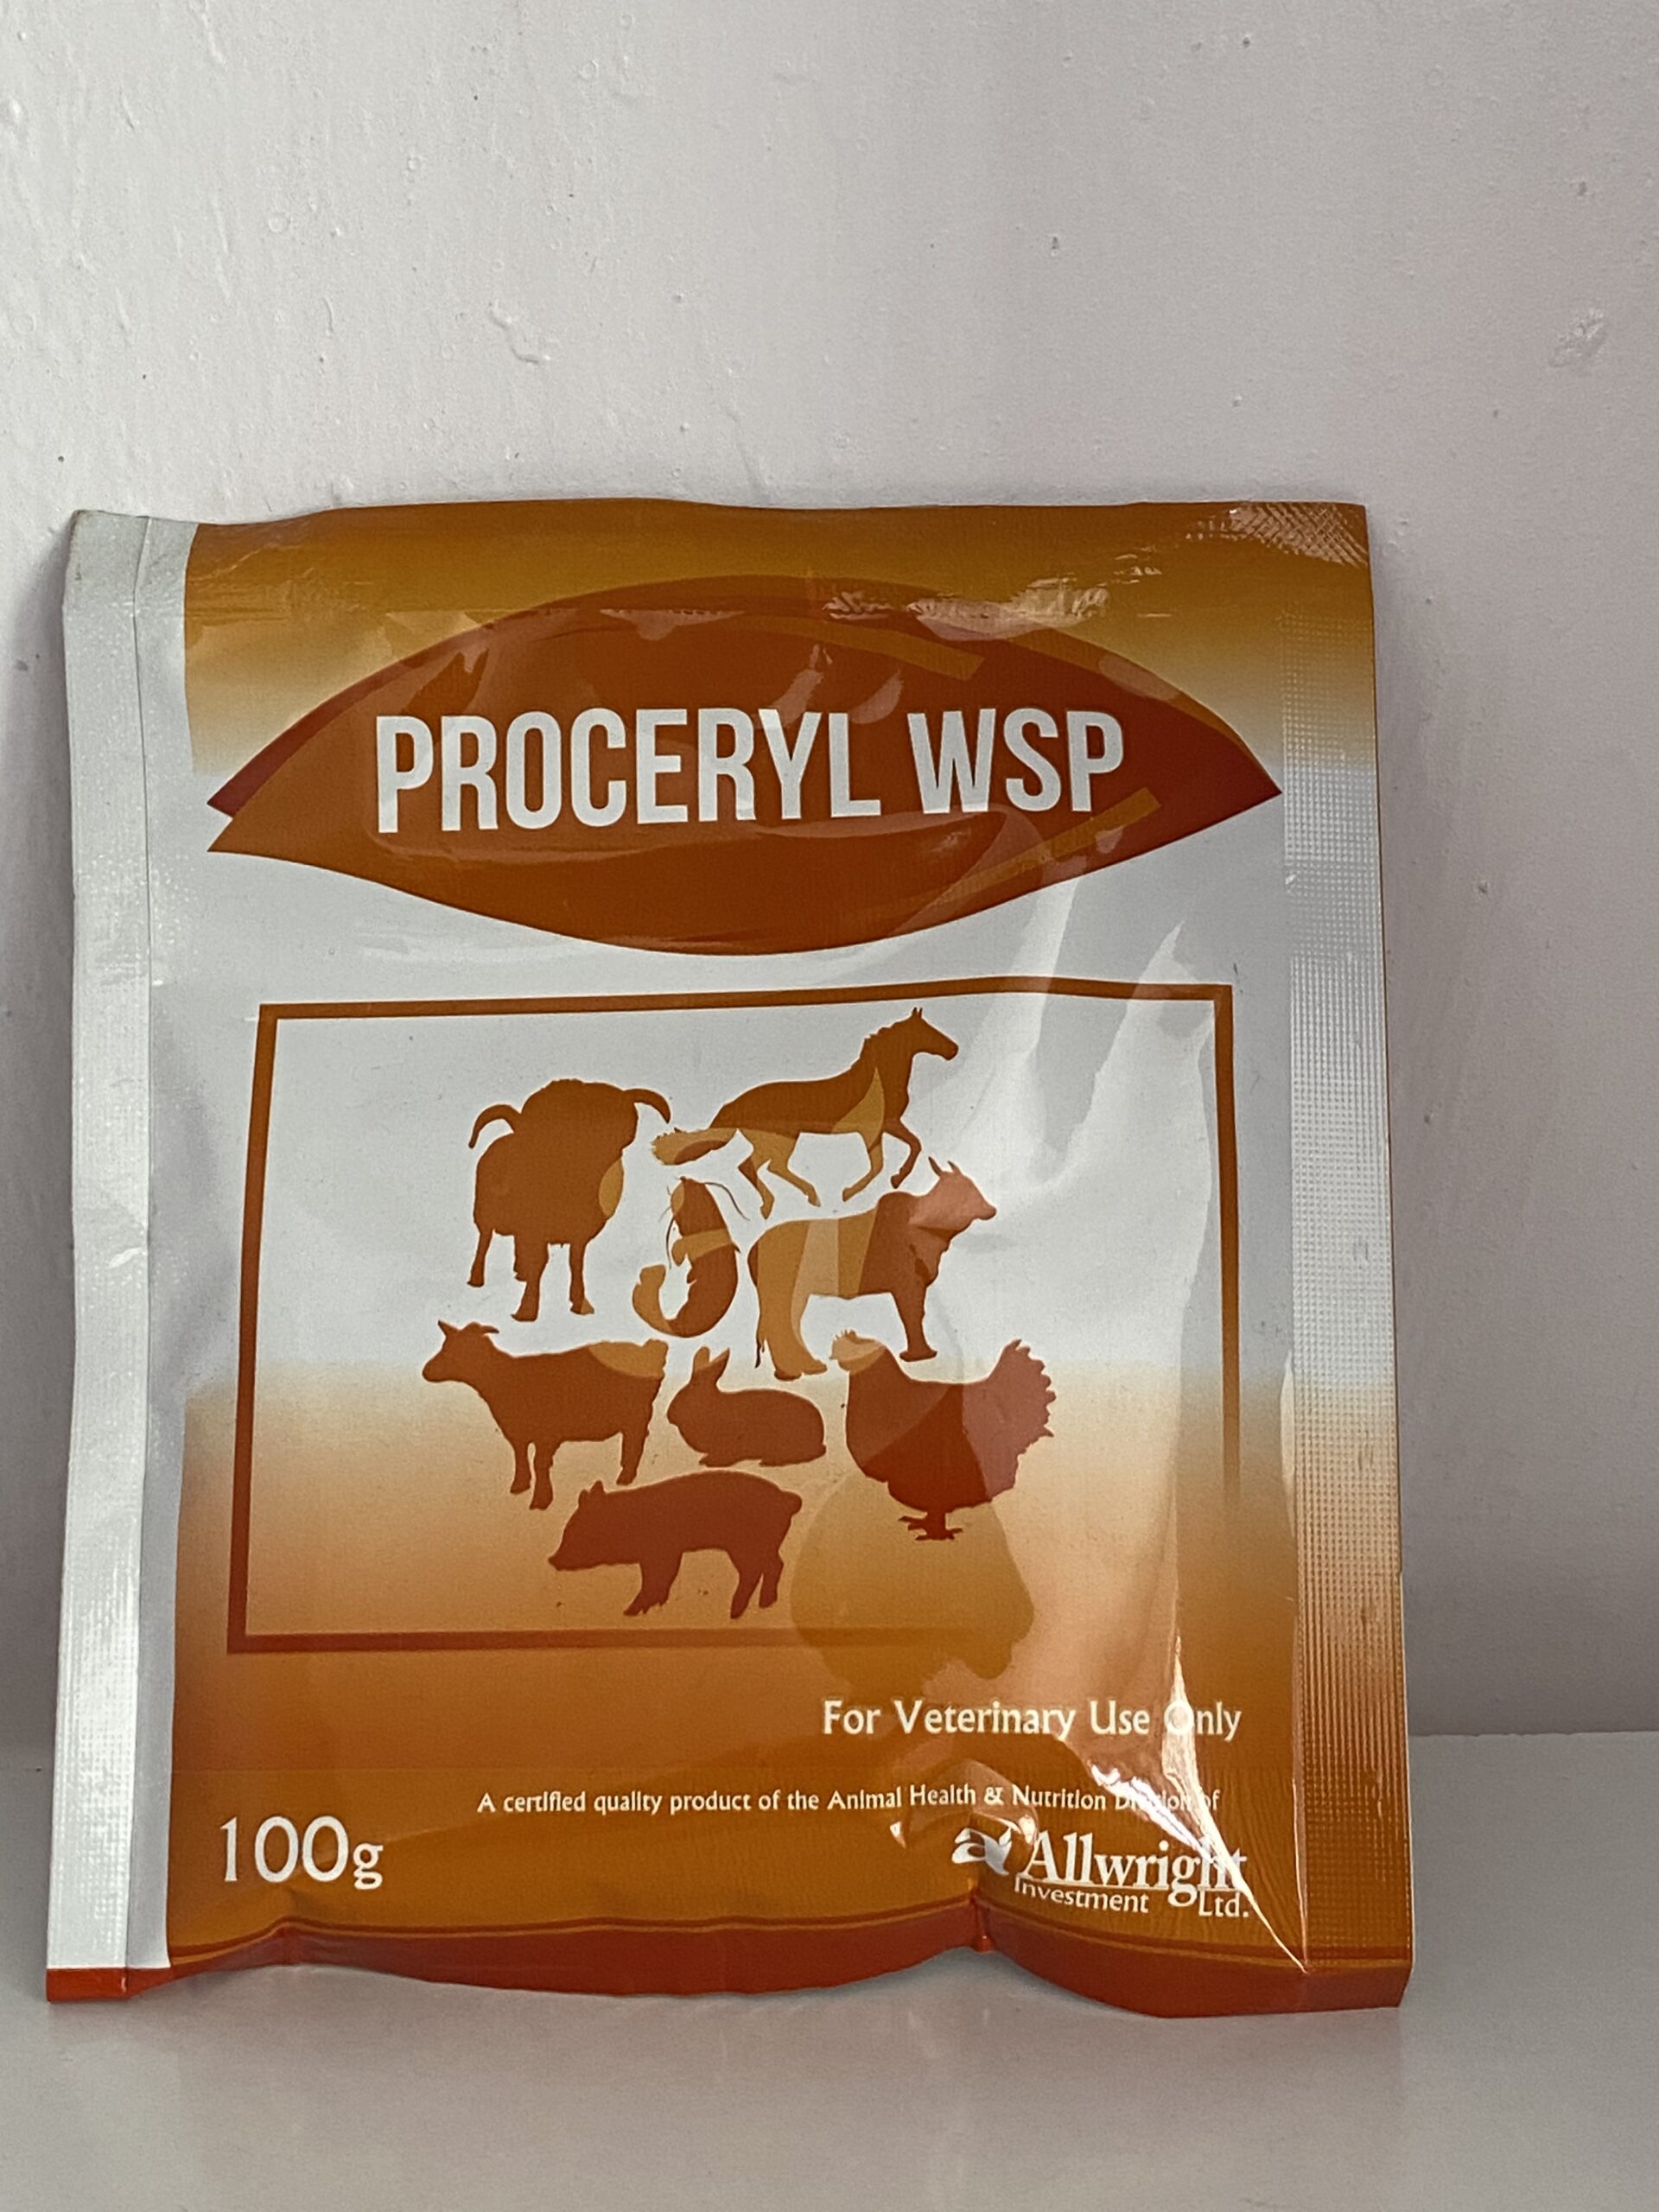 PROCERYL WSP
For Veterinary Use Only
A certified quality product of the Animal Health & Nutrition Division of
100g
Allwright
Investment Ltd.